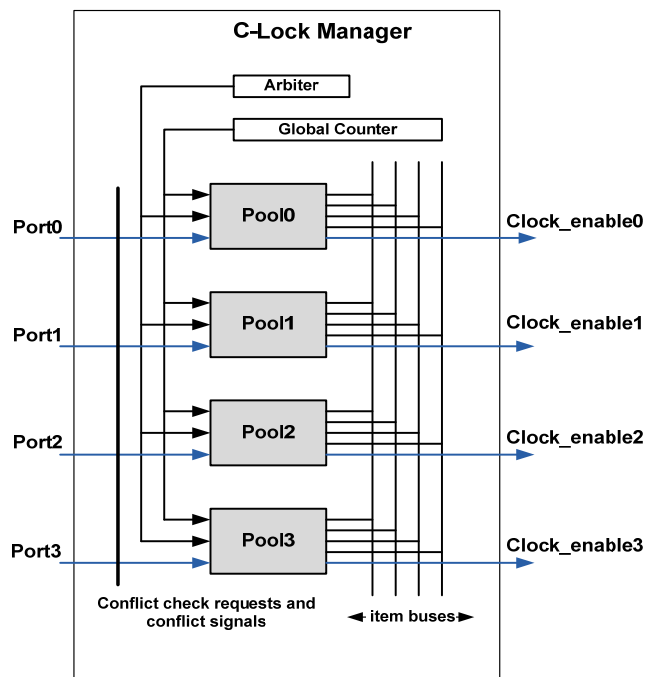 C-Lock Manager
Arbiter
Global Counter
Port0
Pool0
Clock_enable0
Port1
Pool1
Clock_enable1
Port2
Pool2
Clock_enable2
Port3
Pool3
Clock_enable3
Conflict check requests and
conflict signals
item buses